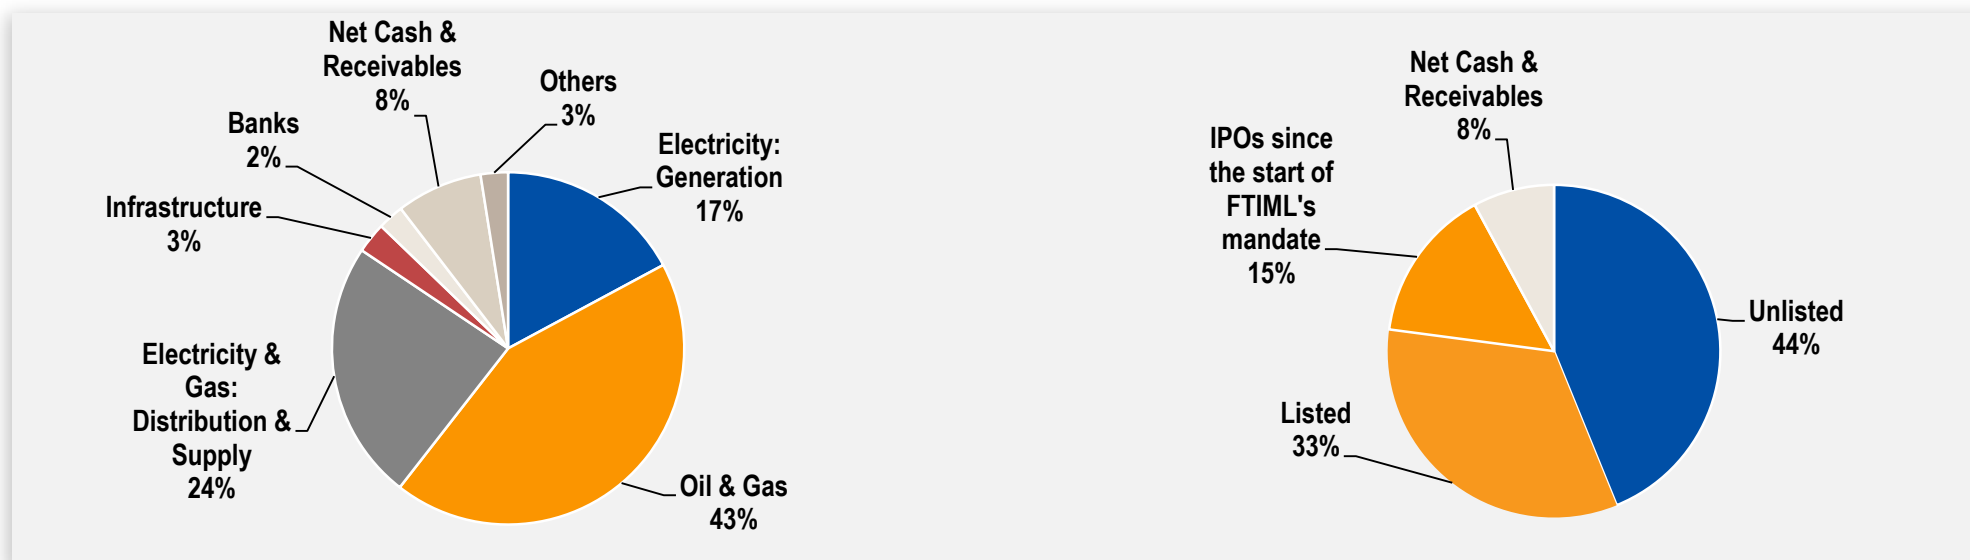 Net Cash &
Receivables
8%
Others
3%
Banks
2%
Electricity:
Generation
17%
Infrastructure
3%
Electricity &
Gas:
Distribution &
Supply
24%
Oil & Gas
43%
Net Cash &
Receivables
8%
IPOs since
the start of
FTIML's
mandate
15%
Unlisted
44%
Listed
33%